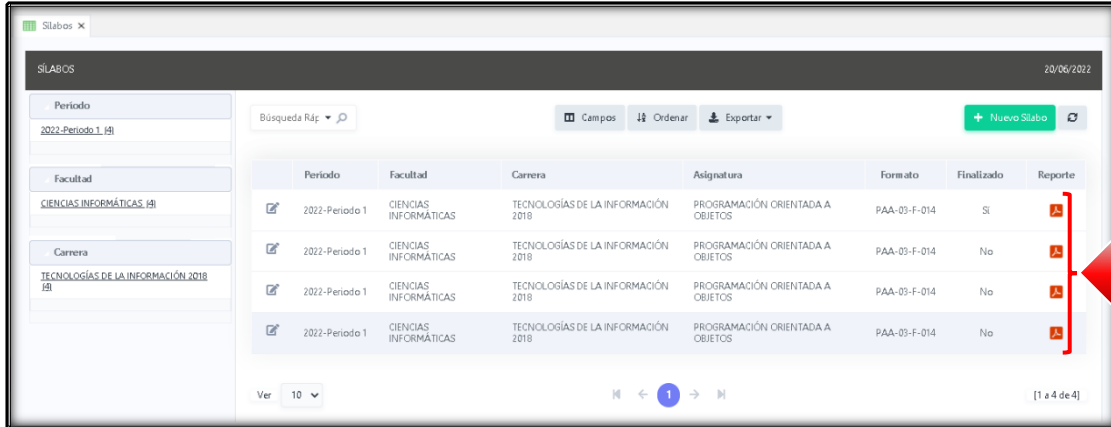 Sílabos
SÍLABOS 20/06/2022
Periodo
2022-Periodo 1 (4)
Facultad
CIENCIAS INFORMÁTICAS (4)
Carrera
TECNOLOGÍAS DE LA INFORMACIÓN 2018
(4)
Búsqueda Ráp Campos Ordenar Exportar + Nuevo Sílabo
Periodo Facultad Carrera Asignatura Formato Finalizado Reporte
2022-Periodo 1 CIENCIAS INFORMÁTICAS TECNOLOGÍAS DE LA INFORMACIÓN 2018 PROGRAMACIÓN ORIENTADA A OBJETOS PAA-03-F-014 Sí
2022-Periodo 1 CIENCIAS INFORMÁTICAS TECNOLOGÍAS DE LA INFORMACIÓN 2018 PROGRAMACIÓN ORIENTADA A OBJETOS PAA-03-F-014 No
2022-Periodo 1 CIENCIAS INFORMÁTICAS TECNOLOGÍAS DE LA INFORMACIÓN 2018 PROGRAMACIÓN ORIENTADA A OBJETOS PAA-03-F-014 No
2022-Periodo 1 CIENCIAS INFORMÁTICAS TECNOLOGÍAS DE LA INFORMACIÓN 2018 PROGRAMACIÓN ORIENTADA A OBJETOS PAA-03-F-014 No
Ver 10 1 [1 a 4 de 4]